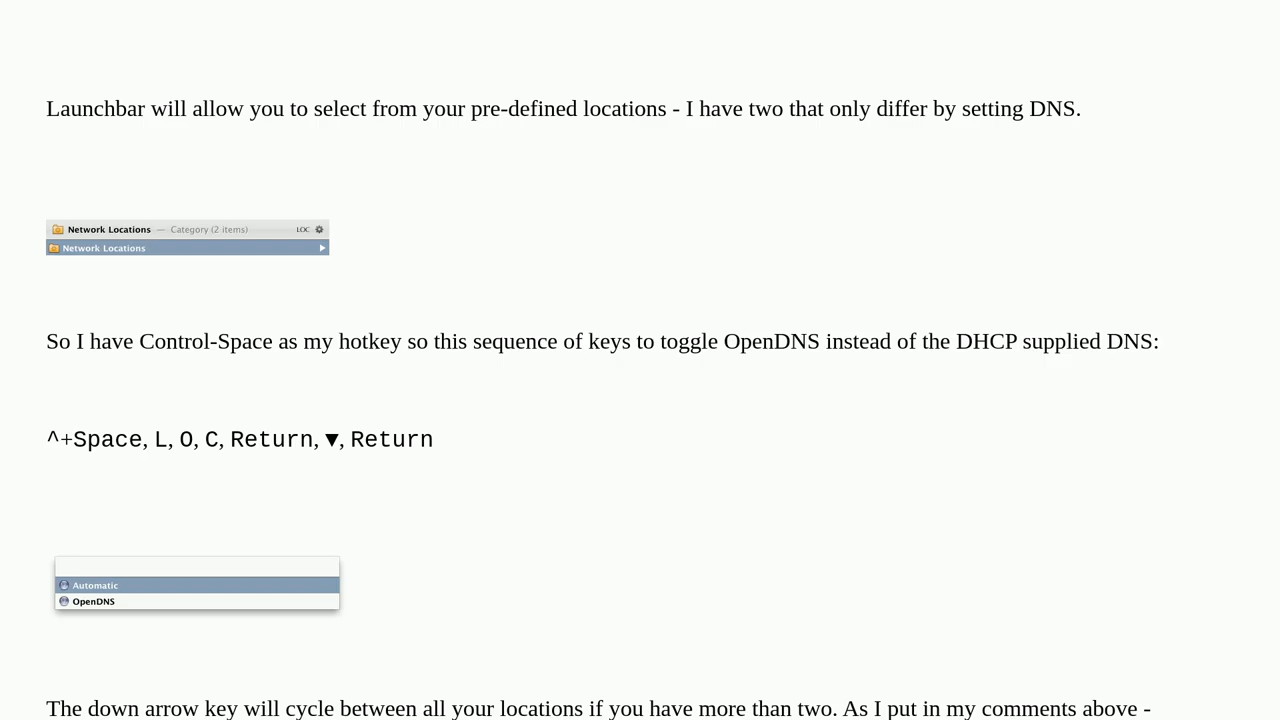 Launchbar will allow you to select from your pre-defined locations - I have two that only differ by setting DNS.
Network Locations — Category (2 items) LOC
Network Locations
So I have Control-Space as my hotkey so this sequence of keys to toggle OpenDNS instead of the DHCP supplied DNS:
^+Space, L, O, C, Return, ▼, Return
Automatic
OpenDNS
The down arrow key will cycle between all your locations if you have more than two. As I put in my comments above -